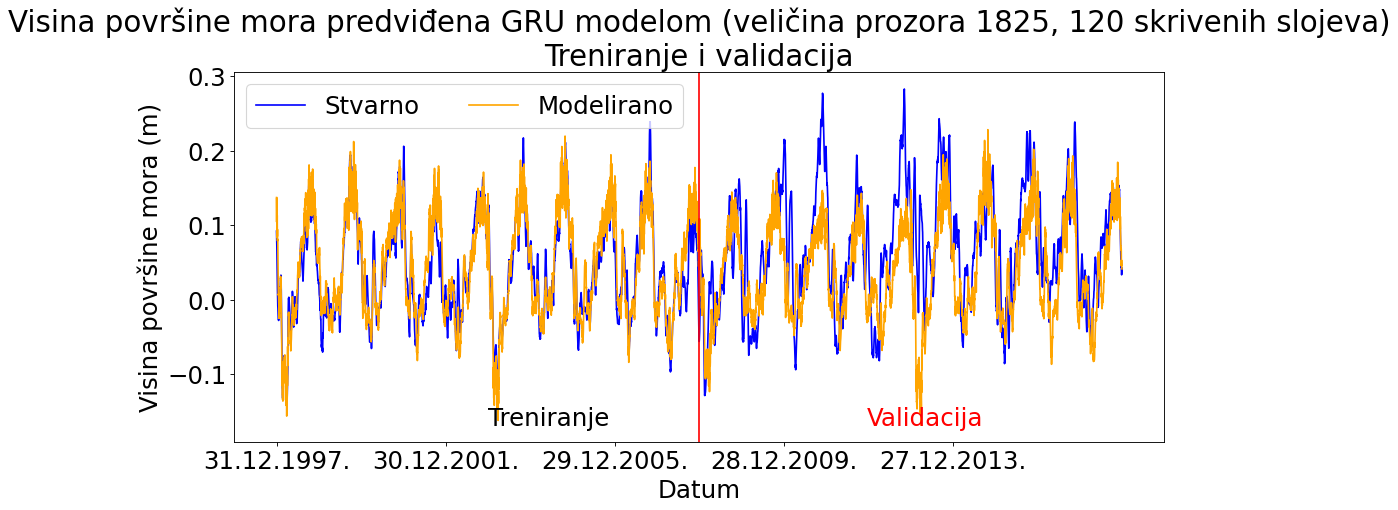 Visina površine mora predviđena GRU modelom (veličina prozora 1825, 120 skrivenih slojeva)
Treniranje i validacija
Stvarno Modelirano
Visina površine mora (m)
0.3
0.2
0.1
0.0
−0.1
Treniranje Validacija
31.12.1997. 30.12.2001. 29.12.2005. 28.12.2009. 27.12.2013.
Datum